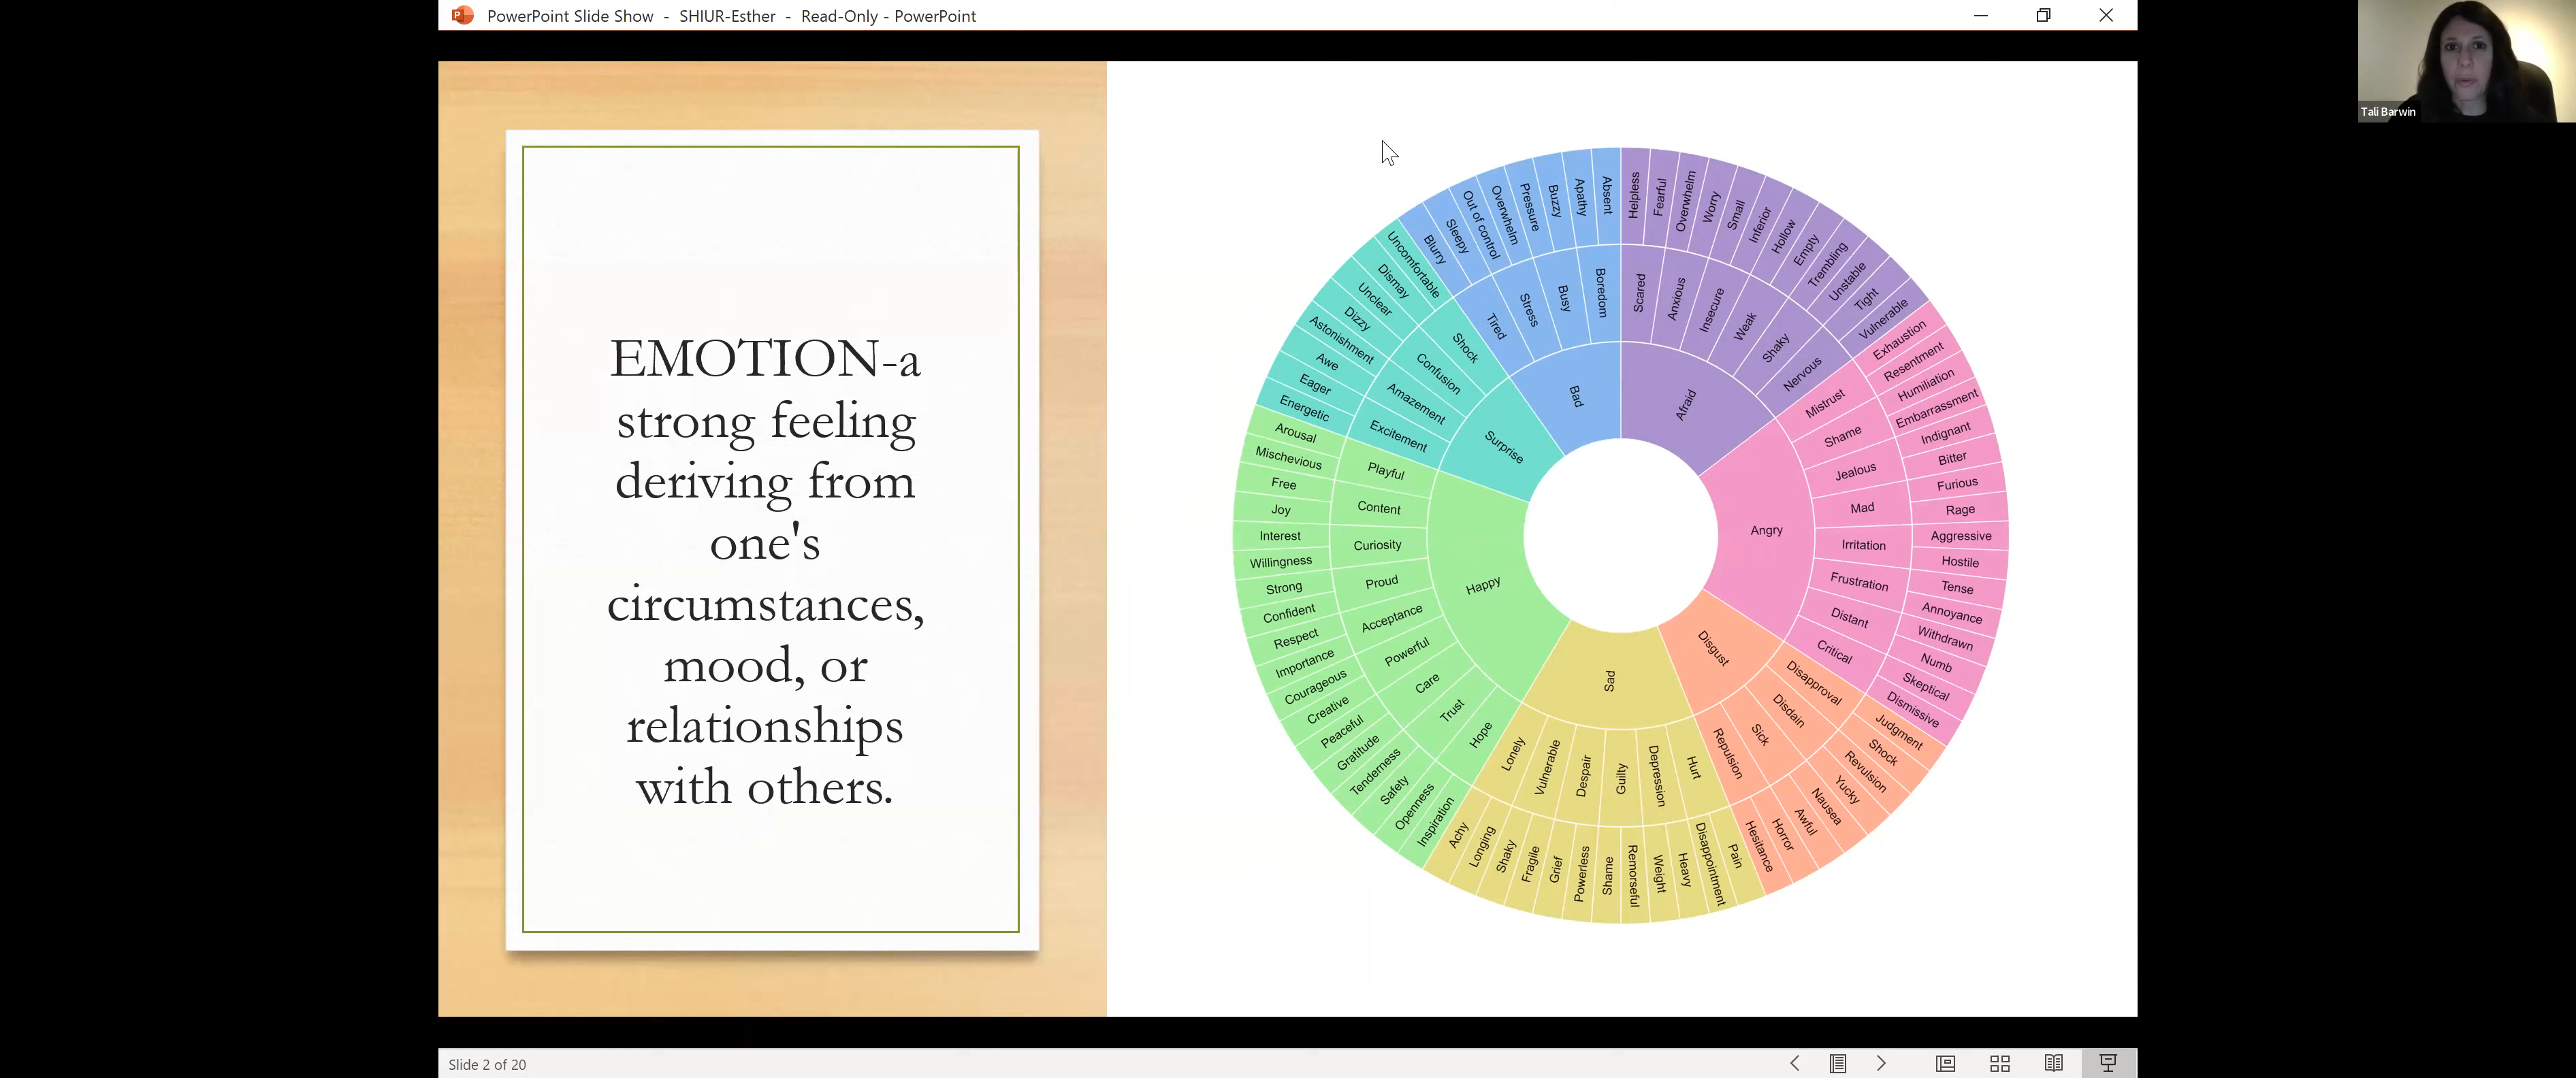 PowerPoint Slide Show - SHIUR-Esther - Read-Only - PowerPoint
Tali Barwin
EMOTION-a
strong feeling
deriving from
one's
circumstances,
mood, or
relationships
with others.
Bad
Afraid
Angry
Disgust
Sad
Happy
Surprise
Tired
Stress
Busy
Boredom
Scared
Anxious
Insecure
Weak
Shaky
Nervous
Mistrust
Shame
Jealous
Mad
Irritation
Frustration
Distant
Critical
Disapproval
Disdain
Sick
Repulsion
Hurt
Depression
Guilty
Despair
Vulnerable
Lonely
Hope
Trust
Care
Powerful
Acceptance
Proud
Curiosity
Content
Playful
Excitement
Amazement
Confusion
Shock
Blurry
Sleepy
Out of control
Overwhelm
Pressure
Buzzy
Apathy
Absent
Helpless
Fearful
Overwhelm
Worry
Small
Inferior
Hollow
Empty
Trembling
Unstable
Tight
Vulnerable
Exhaustion
Resentment
Humiliation
Embarrassment
Indignant
Bitter
Furious
Rage
Aggressive
Hostile
Tense
Annoyance
Withdrawn
Numb
Skeptical
Dismissive
Judgment
Shock
Revulsion
Yucky
Nausea
Awful
Horror
Hesitance
Pain
Disappointment
Heavy
Weight
Remorseful
Shame
Powerless
Grief
Fragile
Shaky
Longing
Achy
Inspiration
Openness
Safety
Tenderness
Gratitude
Peaceful
Creative
Courageous
Importance
Respect
Confident
Strong
Willingness
Interest
Joy
Free
Mischevious
Arousal
Energetic
Eager
Awe
Astonishment
Dizzy
Unclear
Dismay
Uncomfortable
Slide 2 of 20